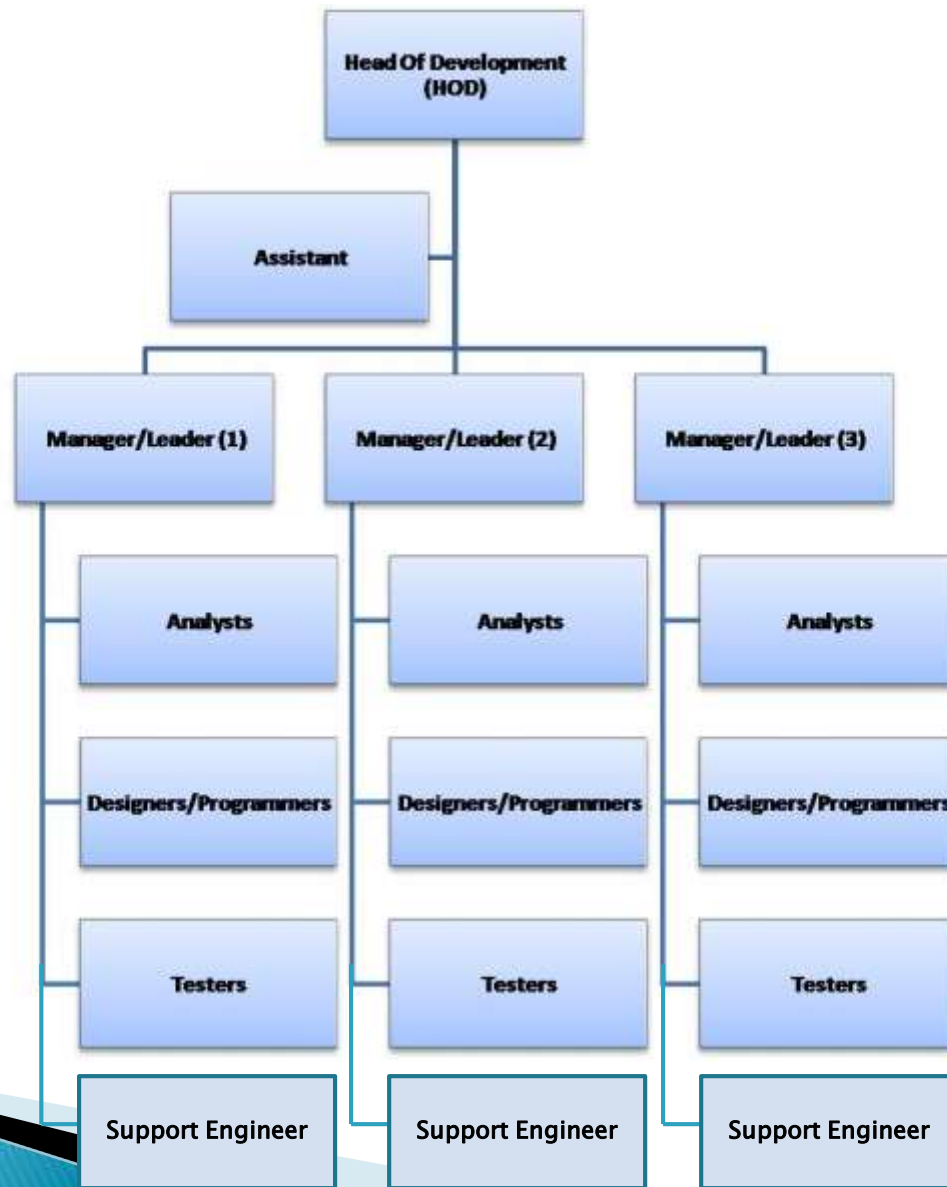 Head Of Development
(HOD)
Assistant
Manager/Leader (1)
Manager/Leader (2)
Manager/Leader (3)
Analysts
Analysts
Analysts
Designers/Programmers
Designers/Programmers
Designers/Programmers
Testers
Testers
Testers
Support Engineer
Support Engineer
Support Engineer